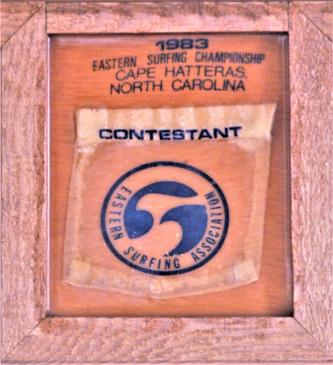 1983
EASTERN SURFING CHAMPIONSHIP
CAPE HATTERAS,
NORTH CAROLINA
CONTESTANT
EASTERN SURFING ASSOCIATION